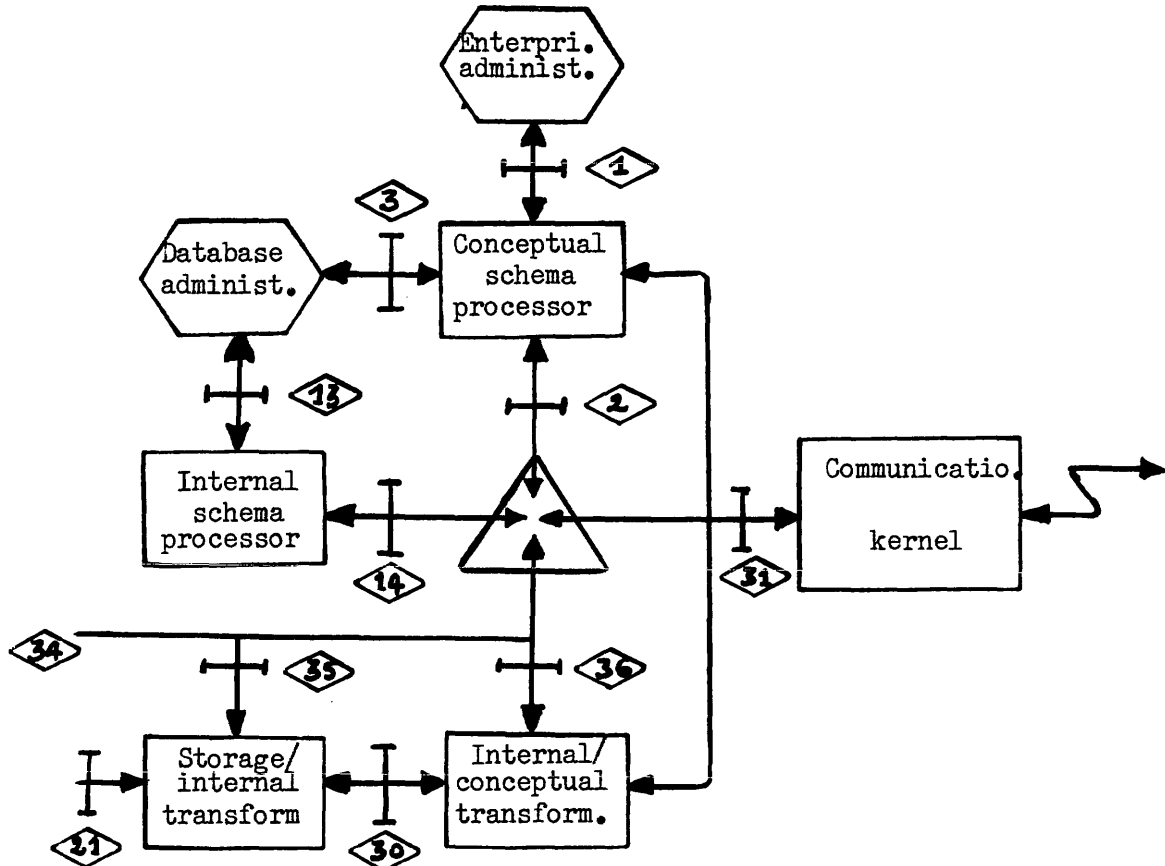 Enterpri.
administ.
1
3
Database
administ.
Conceptual
schema
processor
13
2
Internal
schema
processor
Communicatio.
kernel
14
31
34
35
36
Storage/
internal
transform
Internal/
conceptual
transform.
21
30